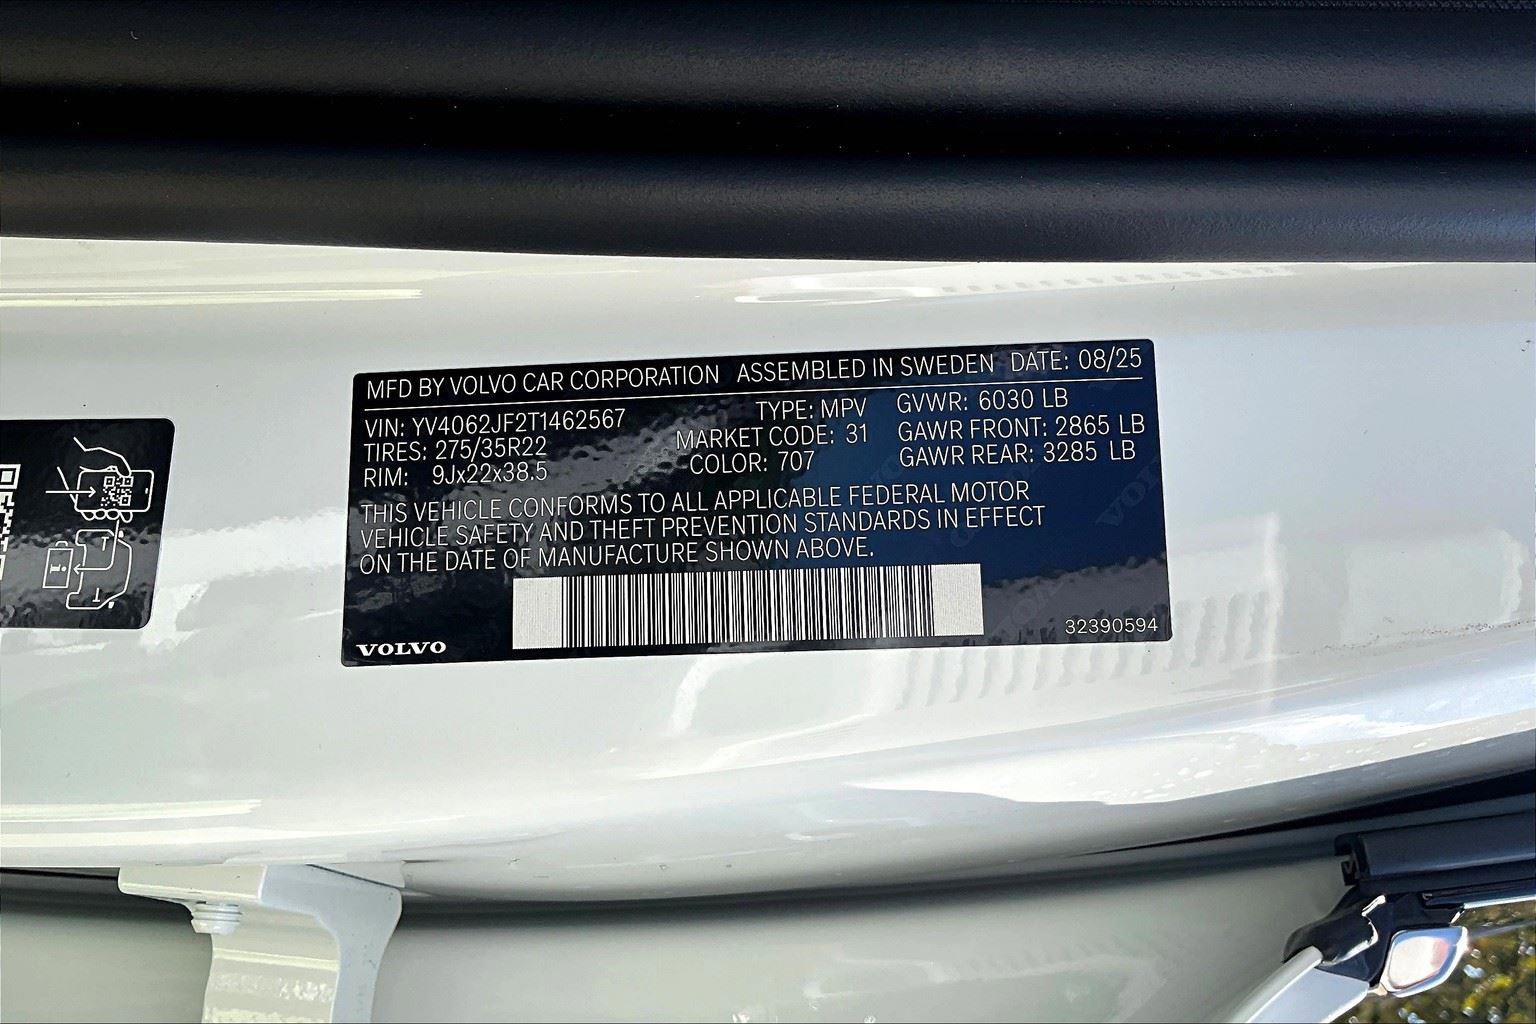 MFD BY VOLVO CAR CORPORATION ASSEMBLED IN SWEDEN DATE: 08/25
VIN: YV4062JF2T1462567 TYPE: MPV GVWR: 6030 LB
TIRES: 275/35R22 MARKET CODE: 31 GAWR FRONT: 2865 LB
RIM: 9Jx22x38.5 COLOR: 707 GAWR REAR: 3285 LB
THIS VEHICLE CONFORMS TO ALL APPLICABLE FEDERAL MOTOR
VEHICLE SAFETY AND THEFT PREVENTION STANDARDS IN EFFECT
ON THE DATE OF MANUFACTURE SHOWN ABOVE.
VOLVO 32390594